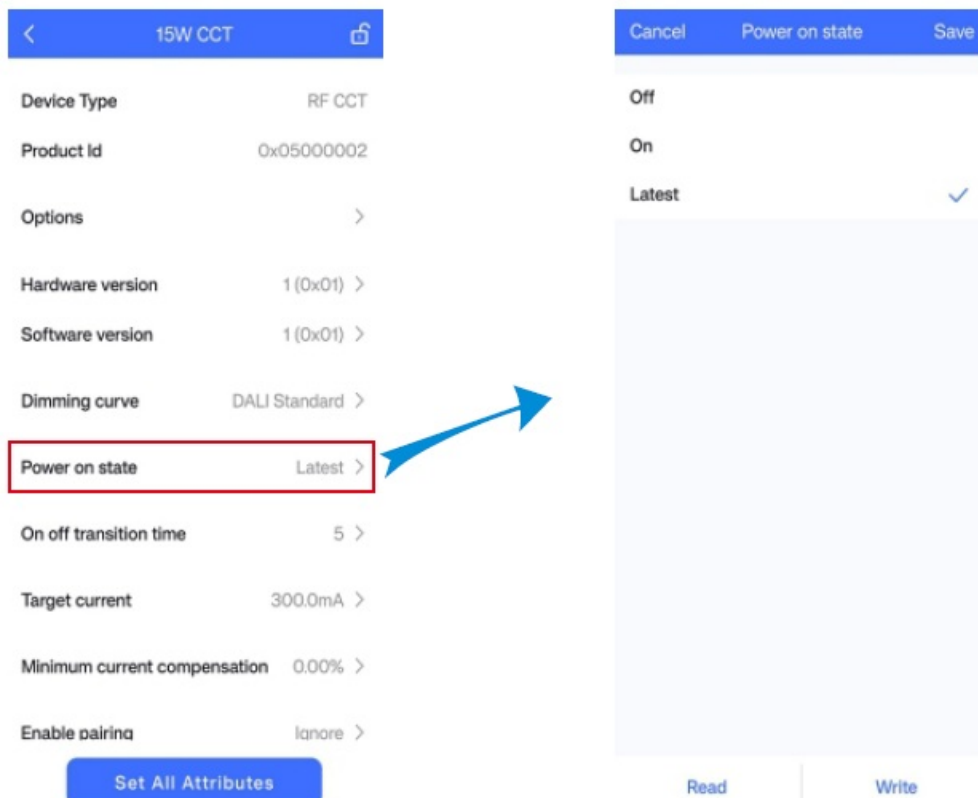 15W CCT
Device Type RF CCT
Product Id 0x05000002
Options
Hardware version 1 (0x01)
Software version 1 (0x01)
Dimming curve DALI Standard
Power on state Latest
On off transition time 5
Target current 300.0mA
Minimum current compensation 0.00%
Enable pairing Ignore
Set All Attributes
Cancel Power on state Save
Off
On
Latest
Read Write